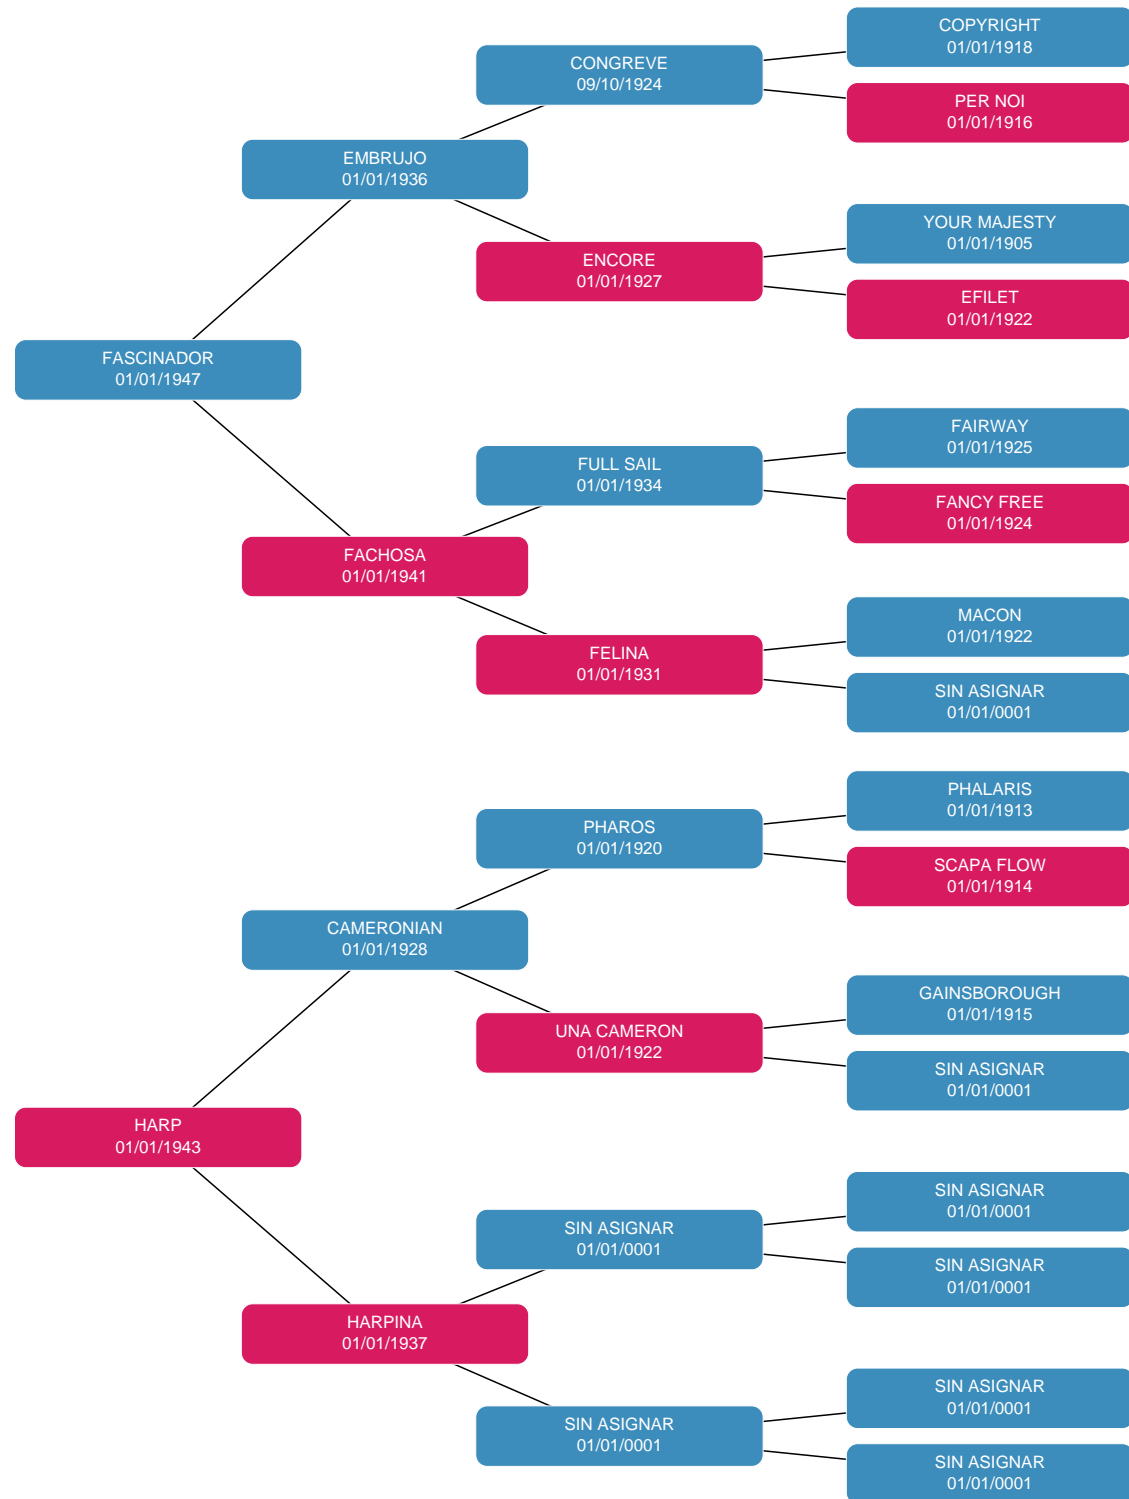 COPYRIGHT
01/01/1918
CONGREVE
09/10/1924
PER NOI
01/01/1916
EMBRUJO
01/01/1936
YOUR MAJESTY
01/01/1905
ENCORE
01/01/1927
EFILET
01/01/1922
FASCINADOR
01/01/1947
FAIRWAY
01/01/1925
FULL SAIL
01/01/1934
FANCY FREE
01/01/1924
FACHOSA
01/01/1941
MACON
01/01/1922
FELINA
01/01/1931
SIN ASIGNAR
01/01/0001
PHALARIS
01/01/1913
PHAROS
01/01/1920
SCAPA FLOW
01/01/1914
CAMERONIAN
01/01/1928
GAINSBOROUGH
01/01/1915
UNA CAMERON
01/01/1922
SIN ASIGNAR
01/01/0001
HARP
01/01/1943
SIN ASIGNAR
01/01/0001
SIN ASIGNAR
01/01/0001
SIN ASIGNAR
01/01/0001
HARPINA
01/01/1937
SIN ASIGNAR
01/01/0001
SIN ASIGNAR
01/01/0001
SIN ASIGNAR
01/01/0001